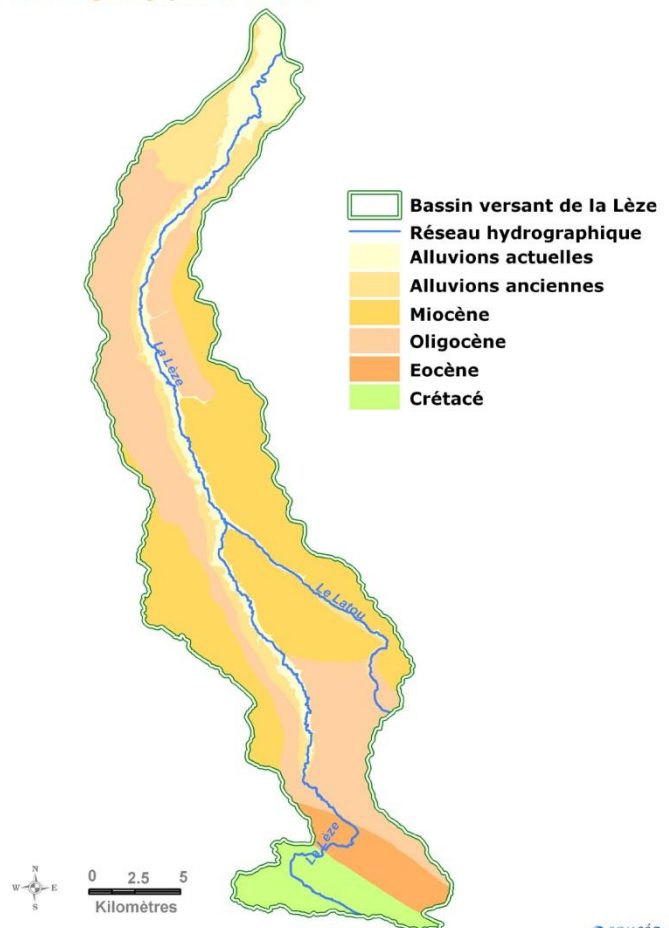 Bassin versant de la Lèze
Réseau hydrographique
Alluvions actuelles
Alluvions anciennes
Miocène
Oligocène
Eocène
Crétacé
La Lèze
Le Latou
La Lèze
N
W E
S
0 2.5 5
Kilomètres